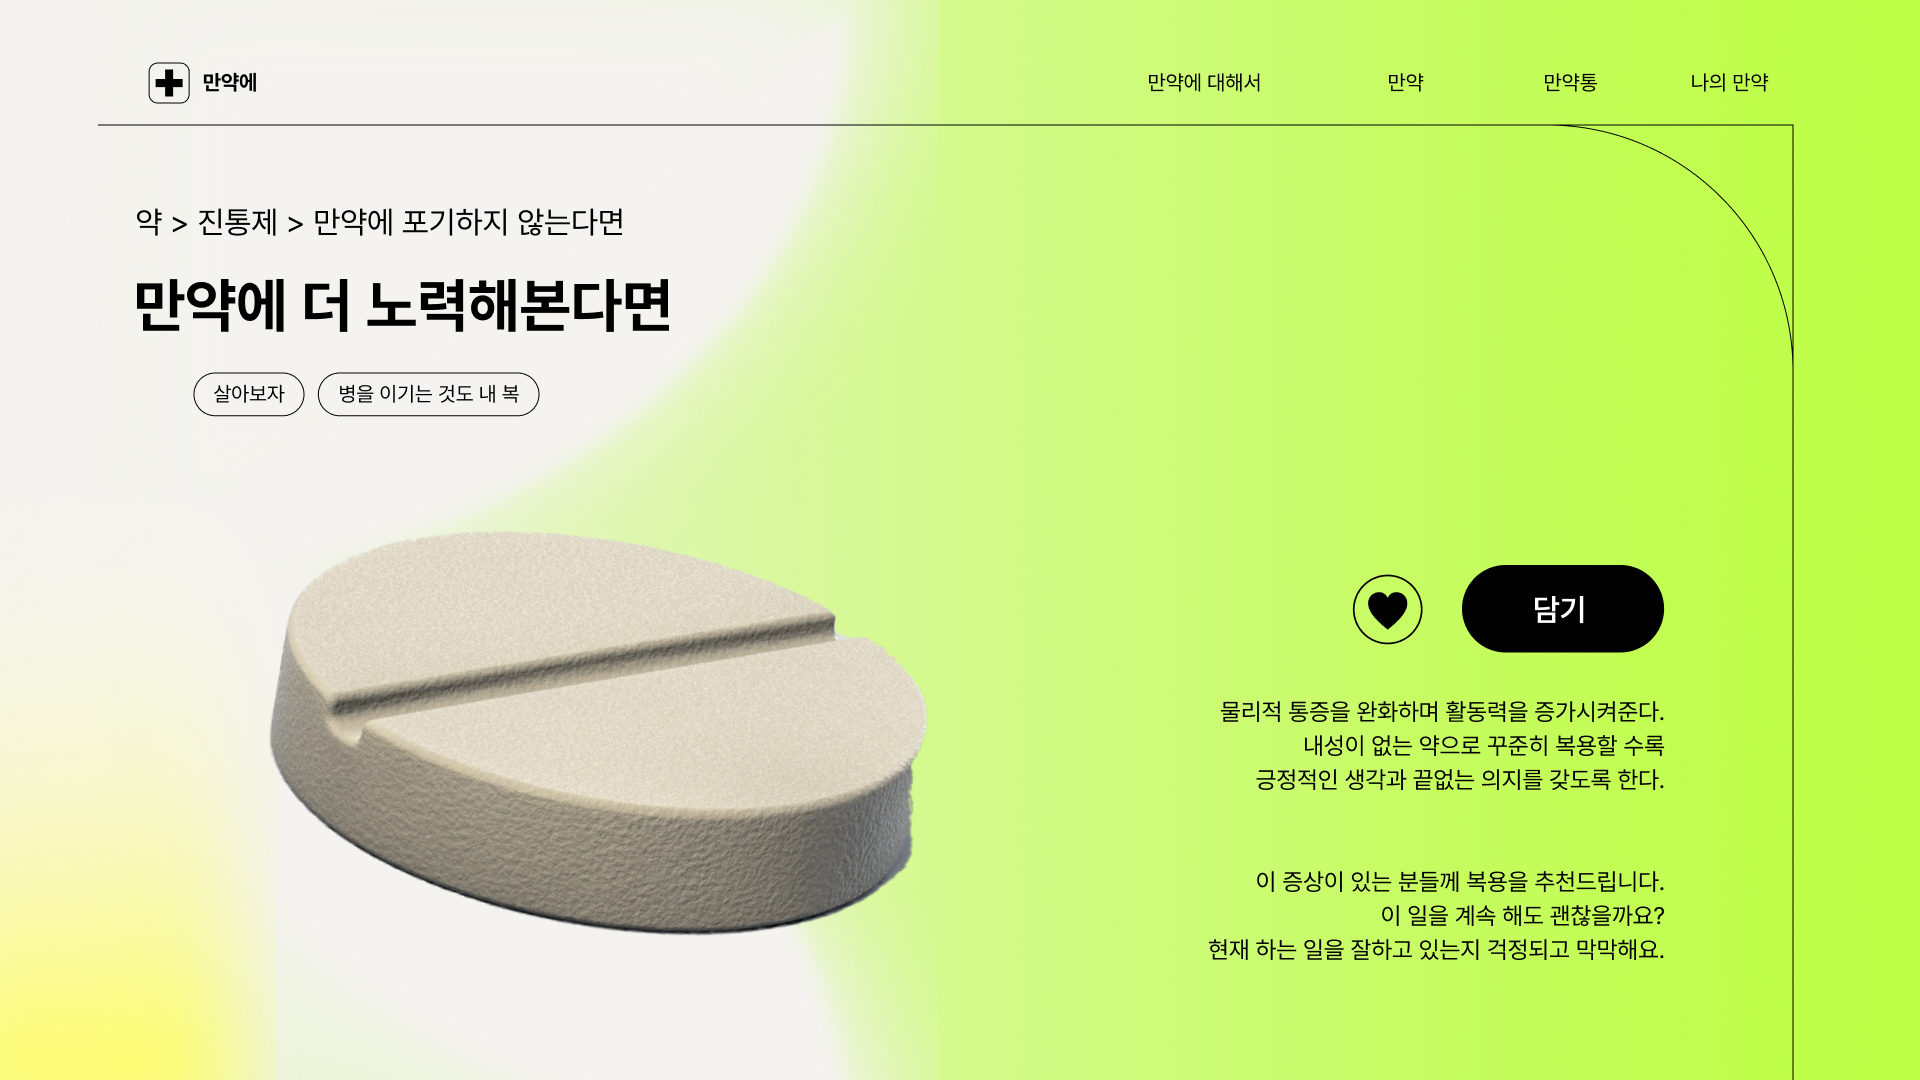 만약에
만약에 대해서
만약
만약통
나의 만약
약 > 진통제 > 만약에 포기하지 않는다면
만약에 더 노력해본다면
살아보자
병을 이기는 것도 내 복
담기
물리적 통증을 완화하며 활동력을 증가시켜준다.
내성이 없는 약으로 꾸준히 복용할 수록
긍정적인 생각과 끝없는 의지를 갖도록 한다.
이 증상이 있는 분들께 복용을 추천드립니다.
이 일을 계속 해도 괜찮을까요?
현재 하는 일을 잘하고 있는지 걱정되고 막막해요.